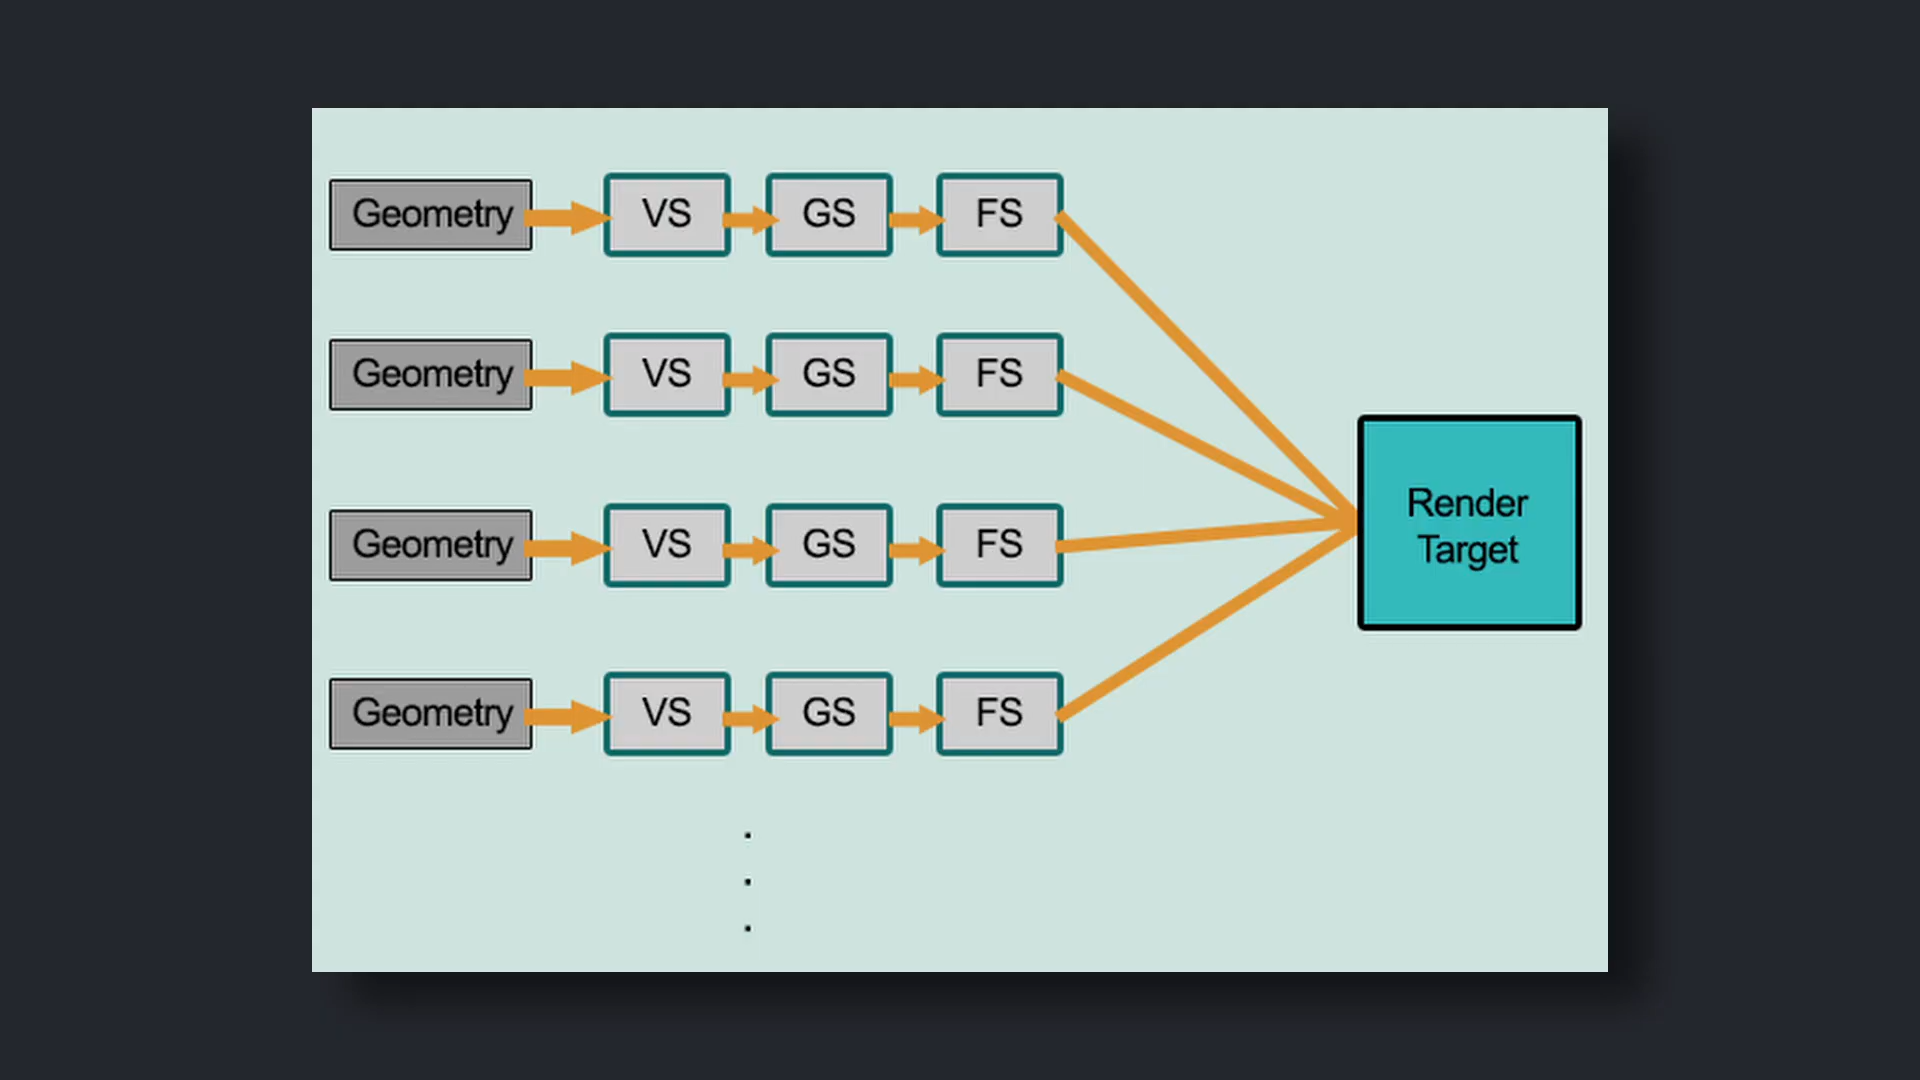 Geometry VS GS FS
Geometry VS GS FS
Render
Target
Geometry VS GS FS
Geometry VS GS FS
.
.
.